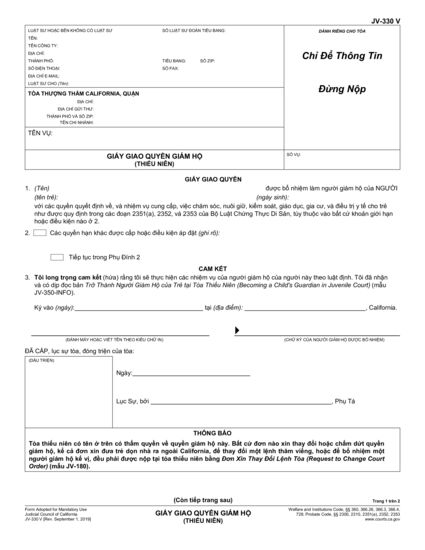 JV-330 V
LUẬT SƯ HOẶC BÊN KHÔNG CÓ LUẬT SƯ
SỐ LUẬT SƯ ĐOÀN TIỂU BANG:
DÀNH RIÊNG CHO TÒA
TÊN:
TÊN CÔNG TY:
ĐỊA CHỈ:
THÀNH PHỐ: TIỂU BANG: SỐ ZIP:
SỐ ĐIỆN THOẠI: SỐ FAX:
ĐỊA CHỈ E-MAIL:
LUẬT SƯ CHO (Tên):
Chỉ Để Thông Tin
Đừng Nộp
TÒA THƯỢNG THẨM CALIFORNIA, QUẬN
ĐỊA CHỈ:
ĐỊA CHỈ GỬI THƯ:
THÀNH PHỐ VÀ SỐ ZIP:
TÊN CHI NHÁNH:
TÊN VỤ:
GIẤY GIAO QUYỀN GIÁM HỘ
(THIẾU NIÊN)
SỐ VỤ
GIẤY GIAO QUYỀN
1. (Tên) được bổ nhiệm làm người giám hộ của NGƯỜI
(tên trẻ): (ngày sinh):
với các quyền quyết định về, và nhiệm vụ cung cấp, việc chăm sóc, nuôi giữ, kiểm soát, giáo dục, gia cư, và điều trị y tế cho trẻ
như được quy định trong các đoạn 2351(a), 2352, và 2353 của Bộ Luật Chứng Thực Di Sản, tùy thuộc vào bất cứ khoản giới hạn
hoặc điều kiện nào ở 2.
2. Các quyền hạn khác được cấp hoặc điều kiện áp đặt (ghi rõ):
Tiếp tục trong Phụ Đính 2
CAM KẾT
3. Tôi long trọng cam kết (hứa) rằng tôi sẽ thực hiện các nhiệm vụ của người giám hộ của người này theo luật định. Tôi đã nhận
và có dịp đọc bản Trở Thành Người Giám Hộ của Trẻ tại Tòa Thiếu Niên (Becoming a Child's Guardian in Juvenile Court) (mẫu
JV-350-INFO).
Ký vào (ngày): tại (địa điểm): , California.
(ĐÁNH MÁY HOẶC VIẾT TÊN THEO KIỂU CHỮ IN)
(CHỮ KÝ CỦA NGƯỜI GIÁM HỘ ĐƯỢC BỔ NHIỆM)
ĐÃ CẤP, lục sự tòa, đóng triện của tòa:
(DẤU TRIỆN)
Ngày:
Lục Sự, bởi , Phụ Tá
THÔNG BÁO
Tòa thiếu niên có tên ở trên có thẩm quyền về quyền giám hộ này. Bất cứ đơn nào xin thay đổi hoặc chấm dứt quyền
giám hộ, kể cả đơn xin đưa trẻ dọn nhà ra ngoài California, để thay đổi một lệnh thăm viếng, hoặc để bổ nhiệm một
người giám hộ kế vị, đều phải được nộp tại tòa thiếu niên bằng Đơn Xin Thay Đổi Lệnh Tòa (Request to Change Court
Order) (mẫu JV-180).
(Còn tiếp trang sau)
Trang 1 trên 2
Form Adopted for Mandatory Use
Judicial Council of California
JV-330 V [Rev. September 1, 2019]
GIẤY GIAO QUYỀN GIÁM HỘ
(THIẾU NIÊN)
Welfare and Institutions Code, §§ 360, 366.26, 366.3, 366.4,
728; Probate Code, §§ 2300, 2310, 2351(a), 2352, 2353
www.courts.ca.gov